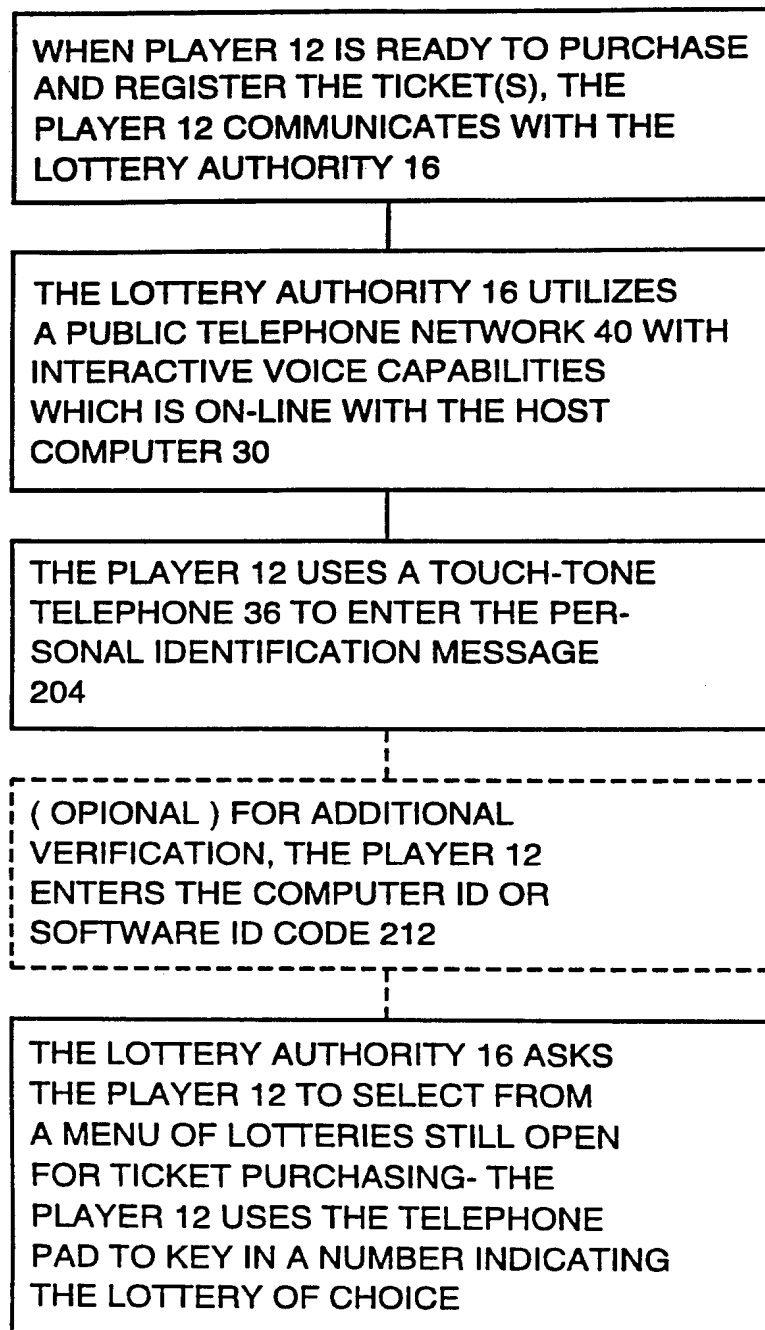 WHEN PLAYER 12 IS READY TO PURCHASE
AND REGISTER THE TICKET(S), THE
PLAYER 12 COMMUNICATES WITH THE
LOTTERY AUTHORITY 16
THE LOTTERY AUTHORITY 16 UTILIZES
A PUBLIC TELEPHONE NETWORK 40 WITH
INTERACTIVE VOICE CAPABILITIES
WHICH IS ON-LINE WITH THE HOST
COMPUTER 30
THE PLAYER 12 USES A TOUCH-TONE
TELEPHONE 36 TO ENTER THE PER-
SONAL IDENTIFICATION MESSAGE
204
( OPIONAL ) FOR ADDITIONAL
VERIFICATION, THE PLAYER 12
ENTERS THE COMPUTER ID OR
SOFTWARE ID CODE 212
THE LOTTERY AUTHORITY 16 ASKS
THE PLAYER 12 TO SELECT FROM
A MENU OF LOTTERIES STILL OPEN
FOR TICKET PURCHASING- THE
PLAYER 12 USES THE TELEPHONE
PAD TO KEY IN A NUMBER INDICATING
THE LOTTERY OF CHOICE